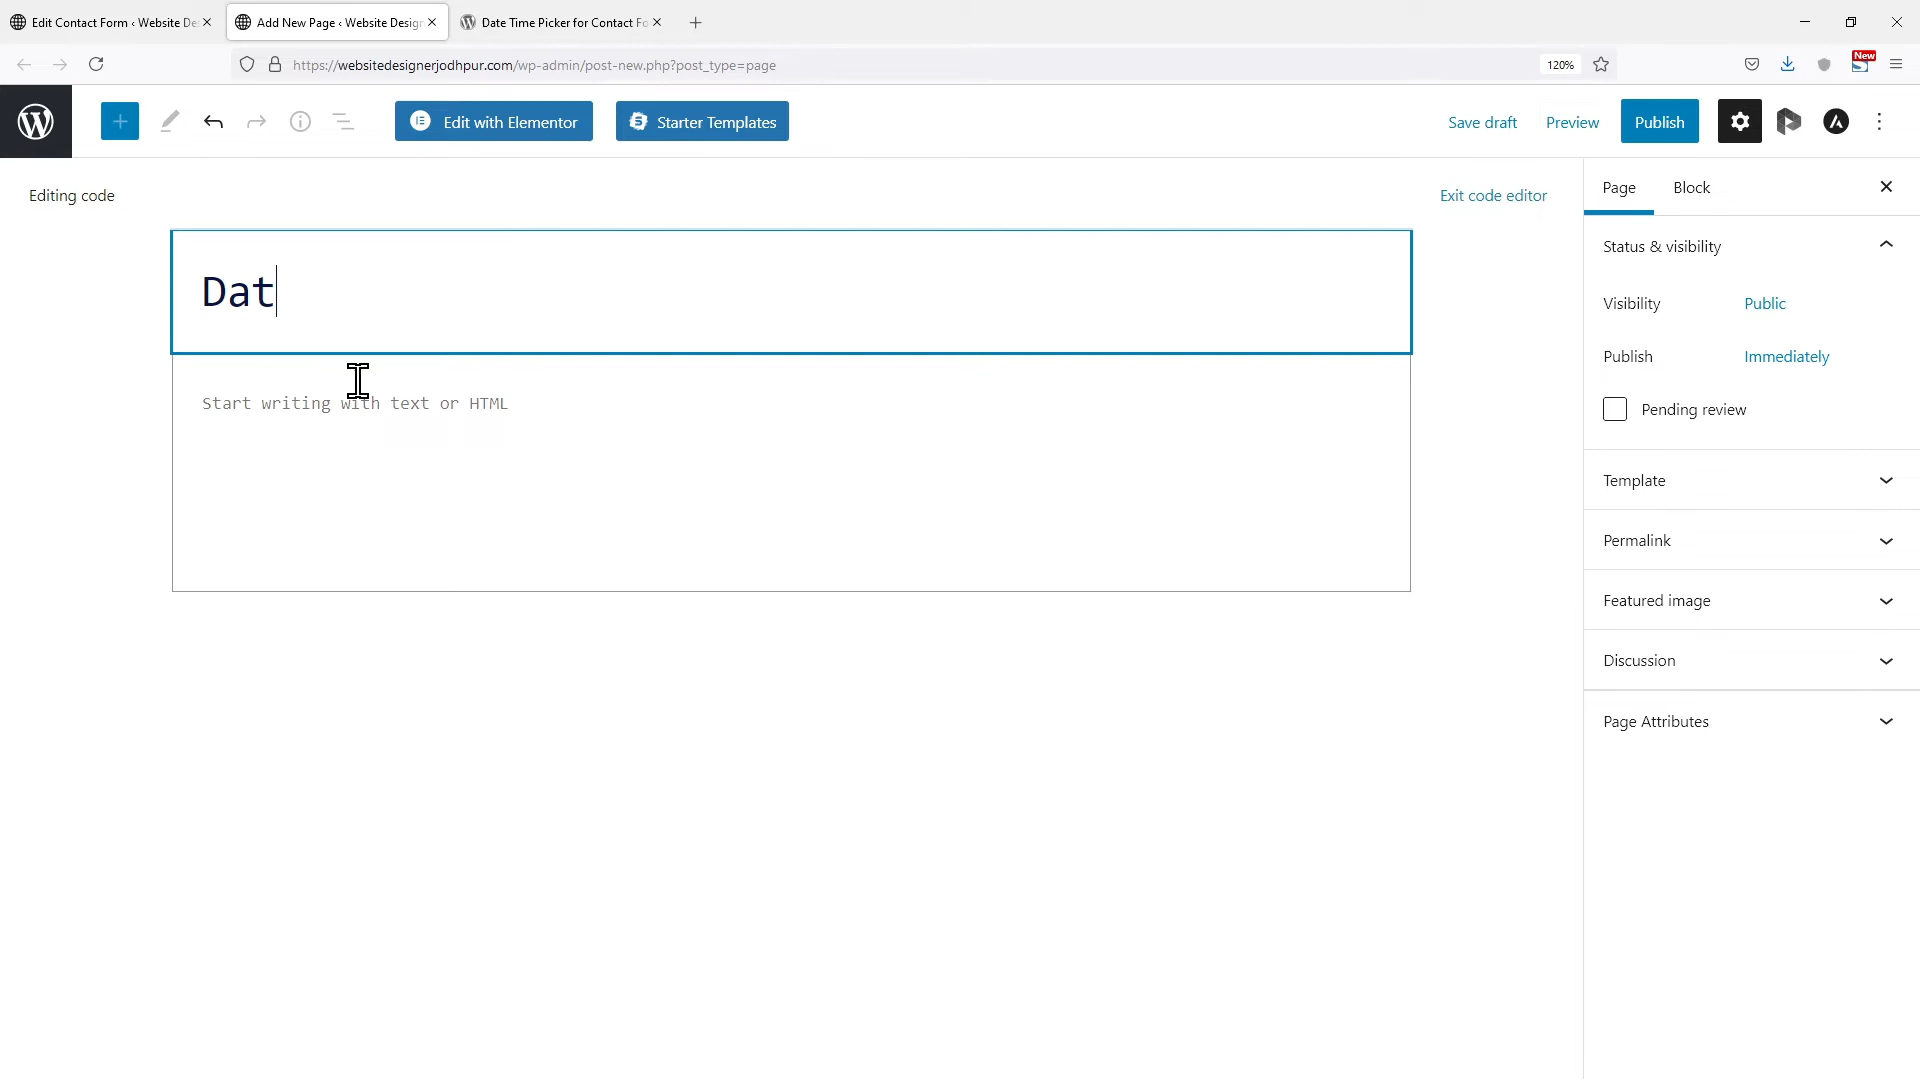 Edit Contact Form ‹ Website De
Add New Page ‹ Website Design
Date Time Picker for Contact Fo
https://websitedesignerjodhpur.com/wp-admin/post-new.php?post_type=page
120%
New
Edit with Elementor
Starter Templates
Save draft
Preview
Publish
Editing code
Exit code editor
Dat
Start writing with text or HTML
Page
Block
Status & visibility
Visibility
Public
Publish
Immediately
Pending review
Template
Permalink
Featured image
Discussion
Page Attributes